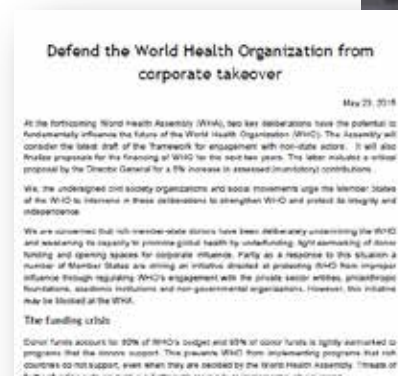 Defend the World Health Organization from
corporate takeover
May 23, 2015
At the forthcoming World Health Assembly (WHA), two key deliberations have the potential to
fundamentally influence the future of the World Health Organization (WHO). The Assembly will
consider the latest draft of the framework for engagement with non-state actors. It will also
finalize proposals for the financing of WHO for the next two years. The latter includes a critical
proposal by the Director General for a 5% increase in assessed (mandatory) contributions
We, the undersigned civil society organizations and social movements urge the Member States
of the WHO to intervene in these deliberations to strengthen WHO and protect its integrity and
independence.
We are concerned that rich member-state donors have been deliberately undermining the WHO
and weakening its capacity to promote global health by underfunding, tight earmarking of donor
funding and opening spaces for corporate influence. Partly as a response to this situation a
number of Member States are driving an initiative directed at protecting WHO from improper
influence through regulating WHO's engagement with the private sector entities, philanthropic
foundations, academic institutions and non-governmental organizations. However, this initiative
may be blocked at the WHA.
The funding crisis
Donor funds account for 80% of WHO's budget and 93% of donor funds is tightly earmarked to
programs that the donors support. This prevents WHO from implementing programs that rich
countries do not support, even when they are decided by the World Health Assembly. Threats of